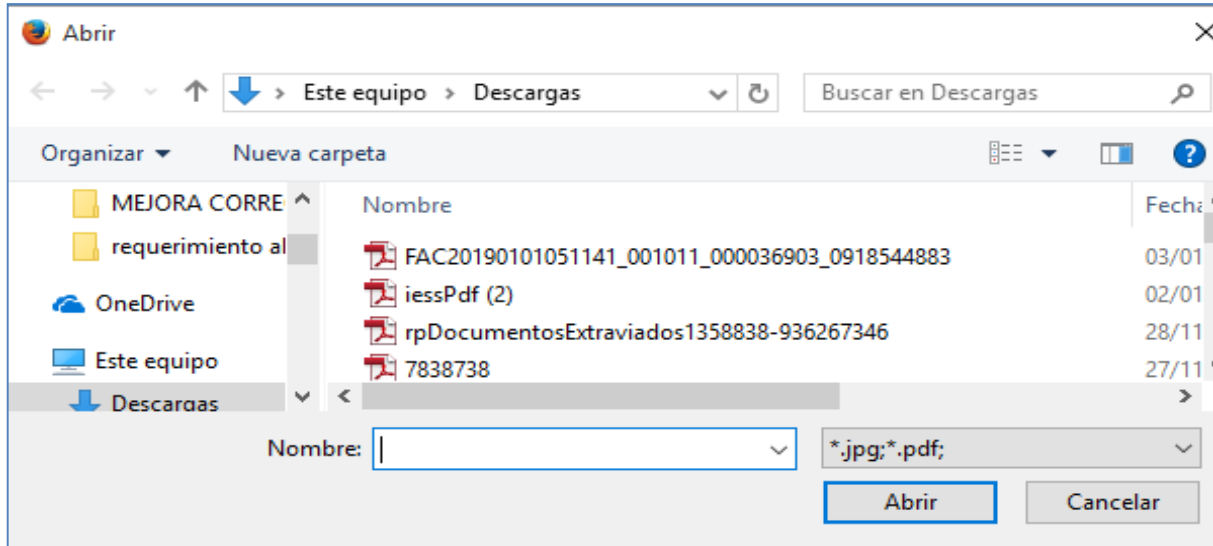 Abrir
Este equipo > Descargas
Buscar en Descargas
Organizar Nueva carpeta
MEJORA CORRE
requerimiento al
OneDrive
Este equipo
Descargas
Nombre Fecha
FAC20190101051141_001011_000036903_0918544883 03/01
iessPdf (2) 02/01
rpDocumentosExtraviados1358838-936267346 28/11
7838738 27/11
Nombre:
*.jpg;*.pdf;
Abrir Cancelar